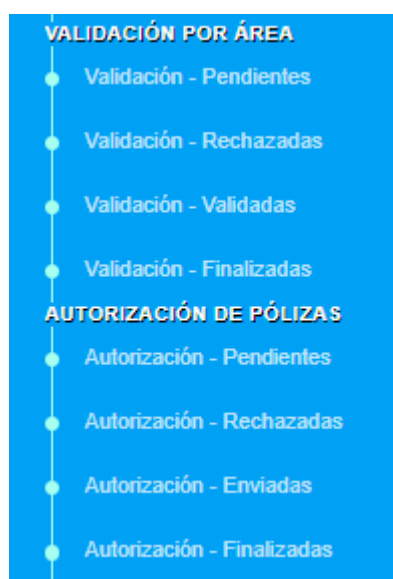 VALIDACIÓN POR ÁREA
Validación - Pendientes
Validación - Rechazadas
Validación - Validadas
Validación - Finalizadas
AUTORIZACIÓN DE PÓLIZAS
Autorización - Pendientes
Autorización - Rechazadas
Autorización - Enviadas
Autorización - Finalizadas